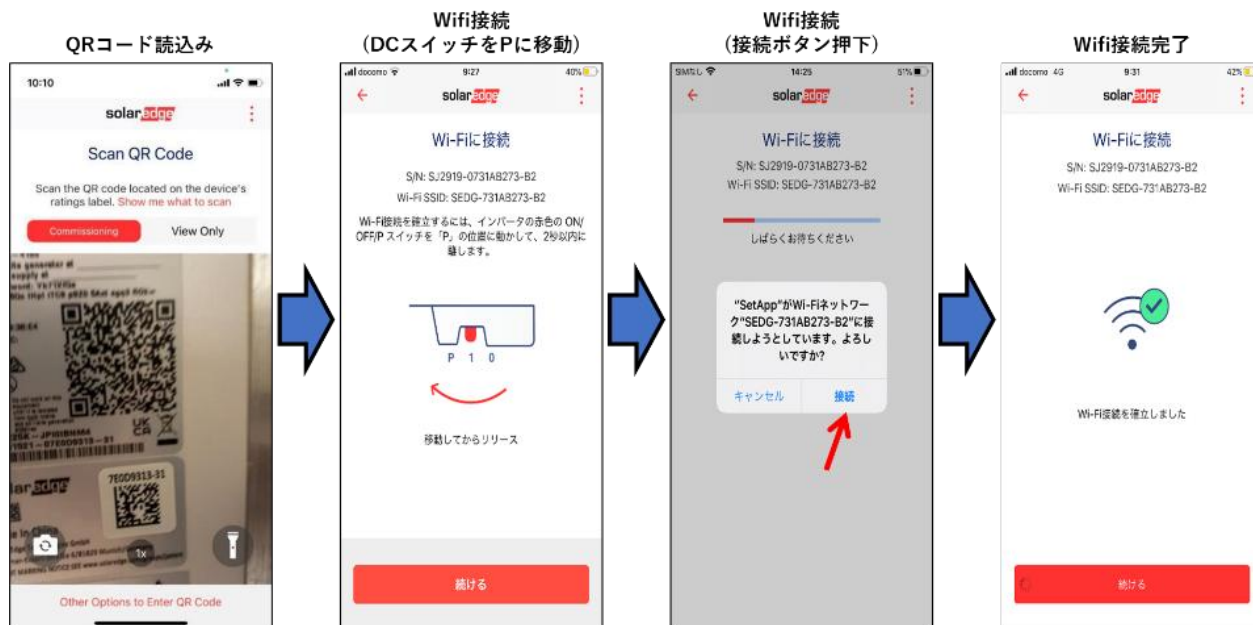 QRコード読込み
10:10
solaredge
Scan QR Code
Scan the QR code located on the device's
ratings label. Show me what to scan
Commissioning
View Only
7E0D9313-31
solaredge
1x
Other Options to Enter QR Code
Wifi接続
(DCスイッチをPに移動)
docomo
9:27
40%
solaredge
Wi-Fiに接続
S/N: SJ2919-0731AB273-B2
Wi-Fi SSID: SEDG-731AB273-B2
Wi-Fi接続を確立するには、インバータの赤色の ON/
OFF/P スイッチを「P」の位置に動かして、2秒以内に
離します。
P 1 0
移動してからリリース
続ける
Wifi接続
(接続ボタン押下)
SIMなし
14:25
51%
solaredge
Wi-Fiに接続
S/N: SJ2919-0731AB273-B2
Wi-Fi SSID: SEDG-731AB273-B2
しばらくお待ちください
"SetApp"がWi-Fiネットワー
ク"SEDG-731AB273-B2"に接
続しようとしています。よろし
いですか?
キャンセル
接続
Wifi接続完了
docomo 4G
9:31
42%
solaredge
Wi-Fiに接続
S/N: SJ2919-0731AB273-B2
Wi-Fi SSID: SEDG-731AB273-B2
Wi-Fi接続を確立しました
続ける